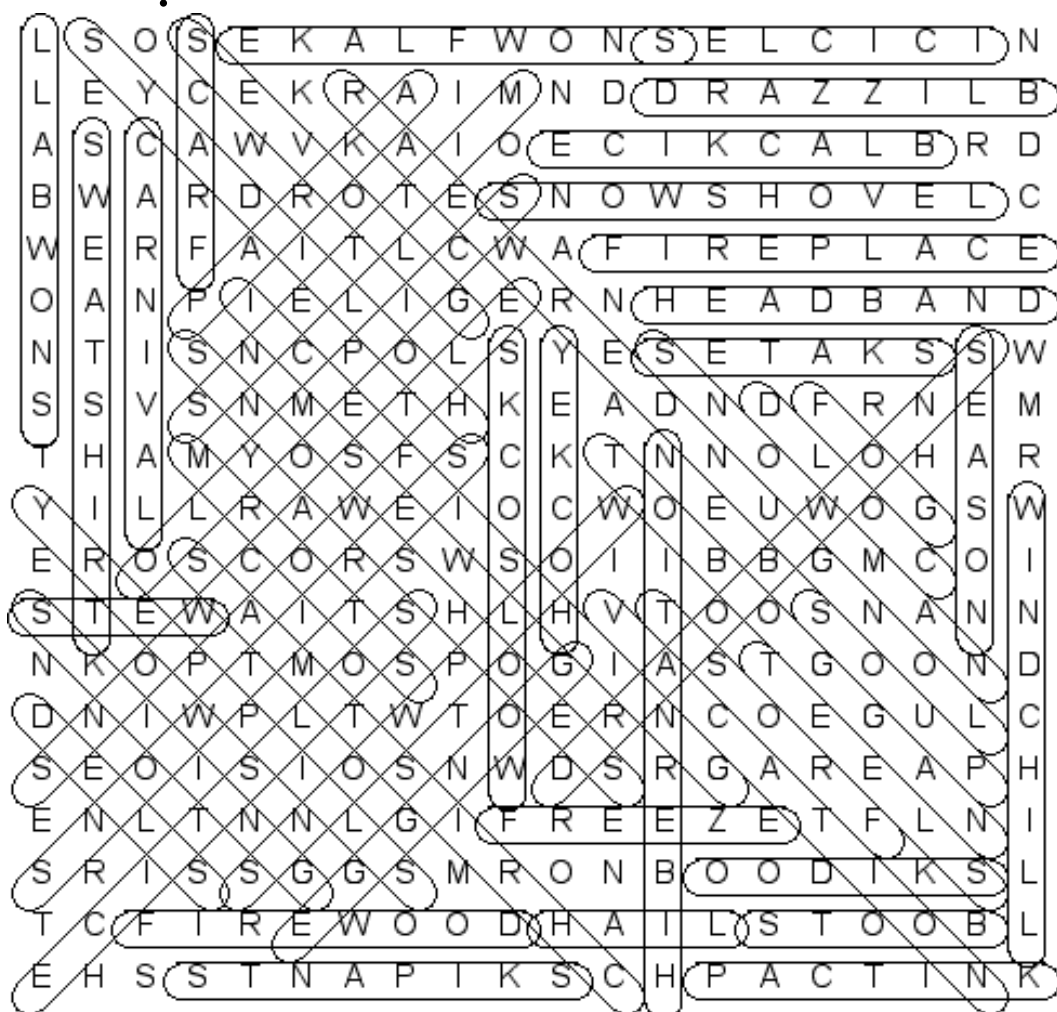 L S O S E K A L F W O N S E L C I C I N
L E Y C E K R A I M N D D R A Z Z I L B
A S C A W V K A I O E C I K C A L B R D
B W A R D R O T E S N O W S H O V E L C
W E R F A I T L C W A F I R E P L A C E
O A N P I E L I G E R N H E A D B A N D
N T I S N C P O L S Y E S E T A K S S W
S S V S N M E T H K E A D N D F R N E M
T H A M Y O S F S C K T N N O L O H A R
Y I L L R A W E I O C W O E U W O G S W
E R O S C O R S W S O I I B B G M C O I
S T E W A I T S H L H V T O O S N A N N
N K O P T M O S P O G I A S T G O O N D
D N I W P L T W T O E R N C O E G U L C
S E O I S I O S N W D S R G A R E A P H
E N L T N N L G I F R E E Z E T F L N I
S R I S S G G S M R O N B O O D I K S L
T C F I R E W O O D H A I L S T O O B L
E H S S T N A P I K S C H P A C T I N K